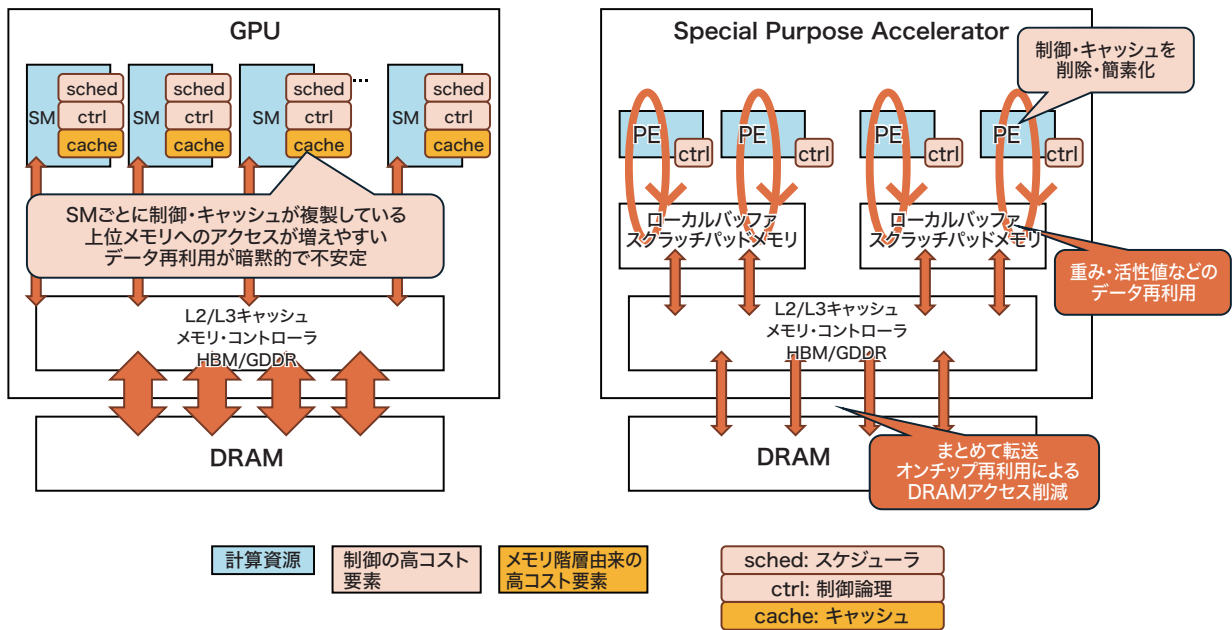 GPU
SM
sched
ctrl
cache
SM
sched
ctrl
cache
SM
sched
ctrl
cache
...
SM
sched
ctrl
cache
SMごとに制御・キャッシュが複製している
上位メモリへのアクセスが増えやすい
データ再利用が暗黙的で不安定
L2/L3キャッシュ
メモリ・コントローラ
HBM/GDDR
DRAM
Special Purpose Accelerator
制御・キャッシュを
削除・簡素化
PE
ctrl
PE
ctrl
PE
ctrl
PE
ctrl
ローカルバッファ
スクラッチパッドメモリ
ローカルバッファ
スクラッチパッドメモリ
重み・活性値などの
データ再利用
L2/L3キャッシュ
メモリ・コントローラ
HBM/GDDR
DRAM
まとめて転送
オンチップ再利用による
DRAMアクセス削減
計算資源
制御の高コスト
要素
メモリ階層由来の
高コスト要素
sched: スケジューラ
ctrl: 制御論理
cache: キャッシュ